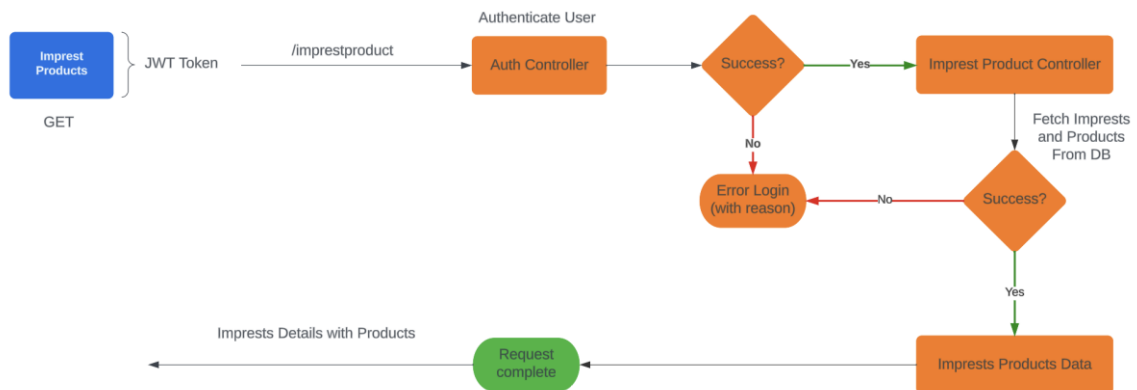 Imprest
Products
JWT Token
GET
/imprestproduct
Authenticate User
Auth Controller
Success?
Yes
Imprest Product Controller
No
Error Login
(with reason)
Fetch Imprests
and Products
From DB
Success?
No
Yes
Imprests Products Data
Request
complete
Imprests Details with Products